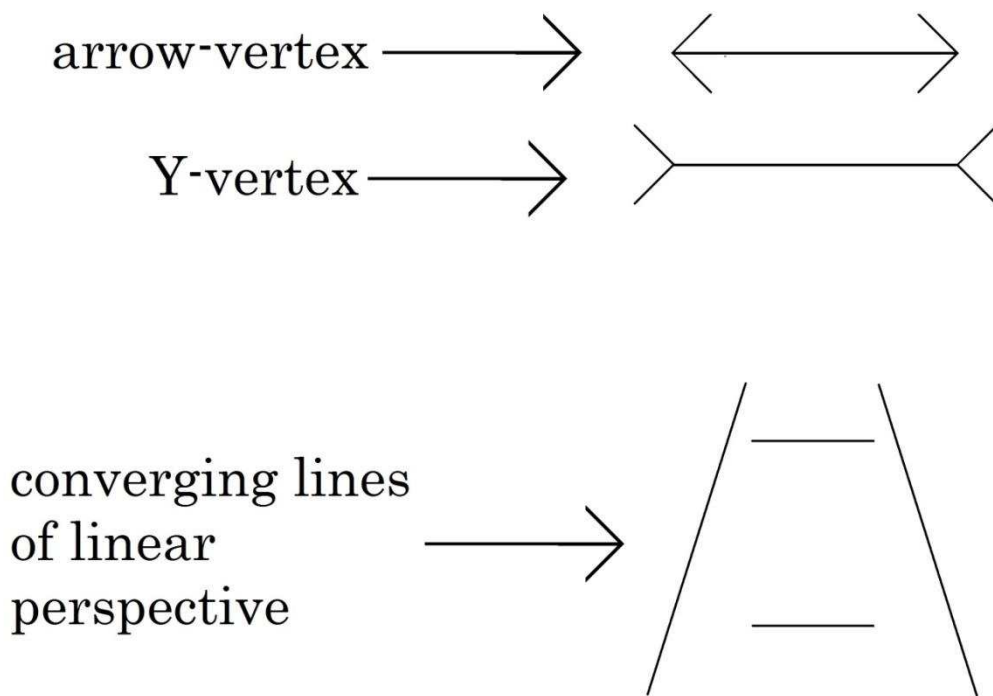 arrow-vertex
Y-vertex
converging lines
of linear
perspective